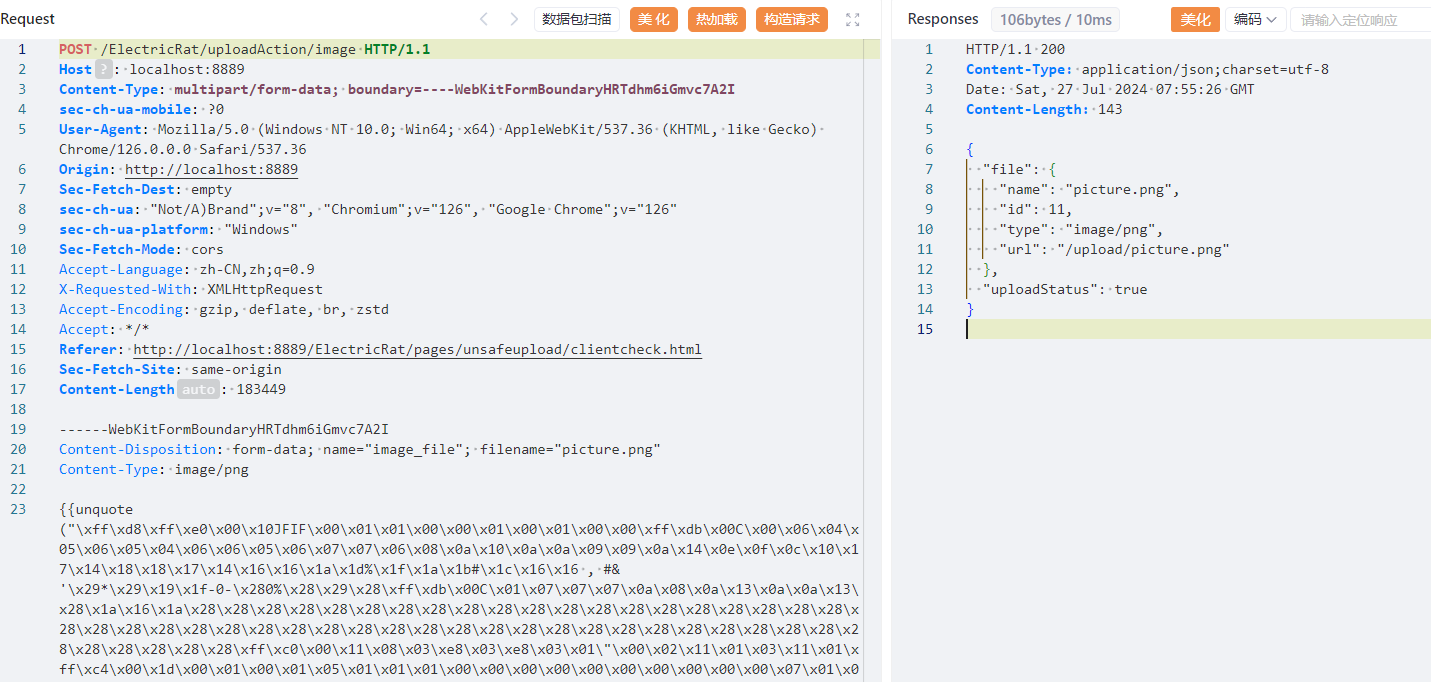 Request
数据包扫描
美化
热加载
构造请求
1 POST /ElectricRat/uploadAction/image HTTP/1.1
2 Host ? : localhost:8889
3 Content-Type: multipart/form-data; boundary=----WebKitFormBoundaryHRTdhm6iGmvc7A2I
4 sec-ch-ua-mobile: ?0
5 User-Agent: Mozilla/5.0 (Windows NT 10.0; Win64; x64) AppleWebKit/537.36 (KHTML, like Gecko)
Chrome/126.0.0.0 Safari/537.36
6 Origin: http://localhost:8889
7 Sec-Fetch-Dest: empty
8 sec-ch-ua: "Not/A)Brand";v="8", "Chromium";v="126", "Google Chrome";v="126"
9 sec-ch-ua-platform: "Windows"
10 Sec-Fetch-Mode: cors
11 Accept-Language: zh-CN,zh;q=0.9
12 X-Requested-With: XMLHttpRequest
13 Accept-Encoding: gzip, deflate, br, zstd
14 Accept: */*
15 Referer: http://localhost:8889/ElectricRat/pages/unsafeupload/clientcheck.html
16 Sec-Fetch-Site: same-origin
17 Content-Length auto : 183449
18
19 ------WebKitFormBoundaryHRTdhm6iGmvc7A2I
20 Content-Disposition: form-data; name="image_file"; filename="picture.png"
21 Content-Type: image/png
22
23 {{unquote
("\xff\xd8\xff\xe0\x00\x10JFIF\x00\x01\x01\x00\x00\x01\x00\x01\x00\x00\xff\xdb\x00C\x00\x06\x04\x
05\x06\x05\x04\x06\x06\x05\x06\x07\x07\x06\x08\x0a\x10\x0a\x0a\x09\x09\x0a\x14\x0e\x0f\x0c\x10\x1
7\x14\x18\x18\x17\x14\x16\x16\x1a\x1d%\x1f\x1a\x1b#\x1c\x16\x16 , #&
'\x29*\x29\x19\x1f-0-\x280%\x28\x29\x28\xff\xdb\x00C\x01\x07\x07\x07\x0a\x08\x0a\x13\x0a\x0a\x13\
x28\x1a\x16\x1a\x28\x28\x28\x28\x28\x28\x28\x28\x28\x28\x28\x28\x28\x28\x28\x28\x28\x28\x28\x28\x
28\x28\x28\x28\x28\x28\x28\x28\x28\x28\x28\x28\x28\x28\x28\x28\x28\x28\x28\x28\x28\x28\x28\x28\x2
8\x28\x28\x28\x28\x28\xff\xc0\x00\x11\x08\x03\xe8\x03\xe8\x03\x01\"\x00\x02\x11\x01\x03\x11\x01\x
ff\xc4\x00\x1d\x00\x01\x00\x01\x05\x01\x01\x01\x00\x00\x00\x00\x00\x00\x00\x00\x00\x00\x07\x01\x0
Responses
106bytes / 10ms
美化
编码
请输入定位响应
1 HTTP/1.1 200
2 Content-Type: application/json;charset=utf-8
3 Date: Sat, 27 Jul 2024 07:55:26 GMT
4 Content-Length: 143
5
6 {
7 "file": {
8 "name": "picture.png",
9 "id": 11,
10 "type": "image/png",
11 "url": "/upload/picture.png"
12 },
13 "uploadStatus": true
14 }
15